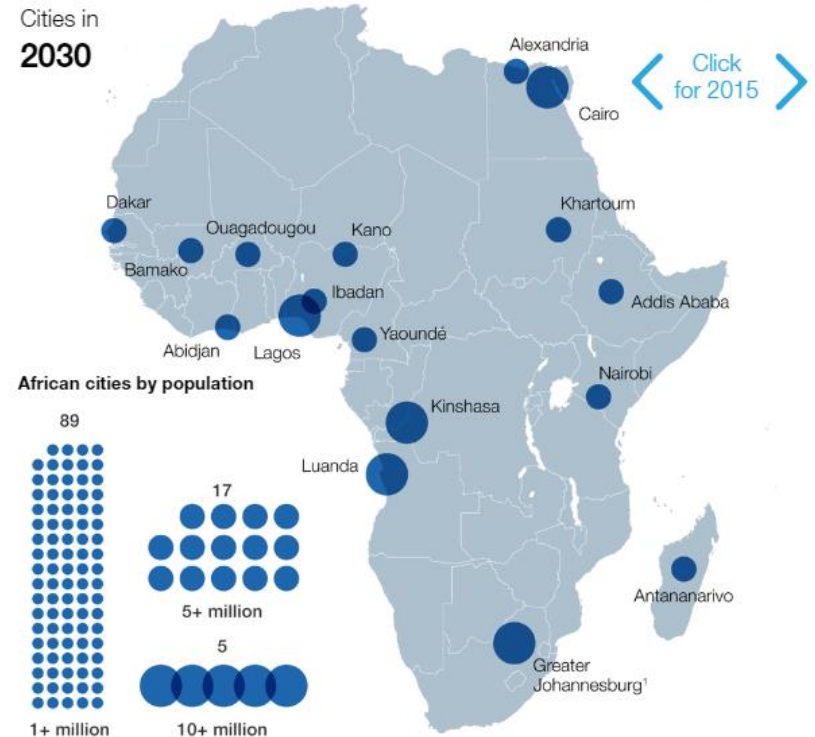 Cities in
2030
Click
for 2015
Alexandria
Cairo
Dakar
Khartoum
Ouagadougou
Kano
Bamako
Ibadan
Addis Ababa
Abidjan
Lagos
Yaoundé
Nairobi
African cities by population
Kinshasa
89
Luanda
17
5+ million
Antananarivo
5
Greater
Johannesburg¹
1+ million
10+ million